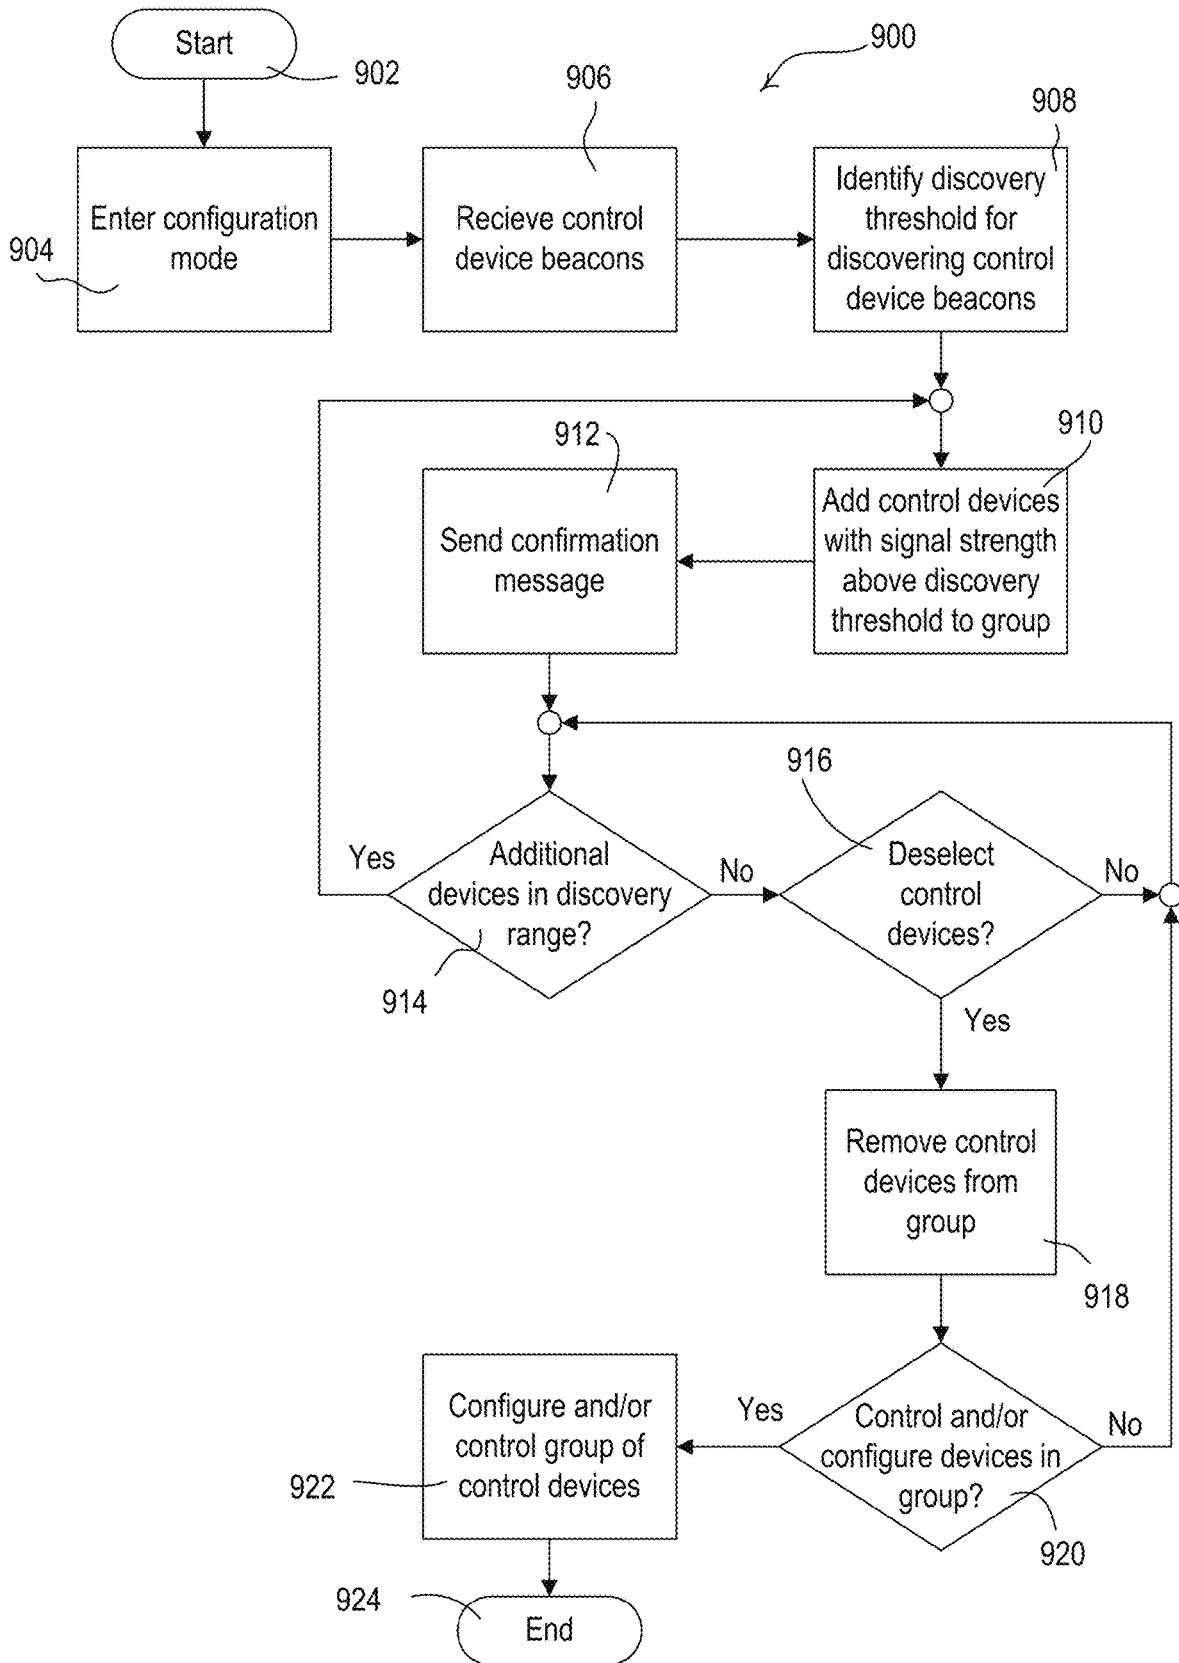 Start
902
900
906
908
Enter configuration
mode
904
Recieve control
device beacons
Identify discovery
threshold for
discovering control
device beacons
912
910
Send confirmation
message
Add control devices
with signal strength
above discovery
threshold to group
916
Yes
Additional
devices in discovery
range?
No
914
Deselect
control
devices?
No
Yes
Remove control
devices from
group
918
Configure and/or
control group of
control devices
922
Yes
Control and/or
configure devices in
group?
No
920
924
End